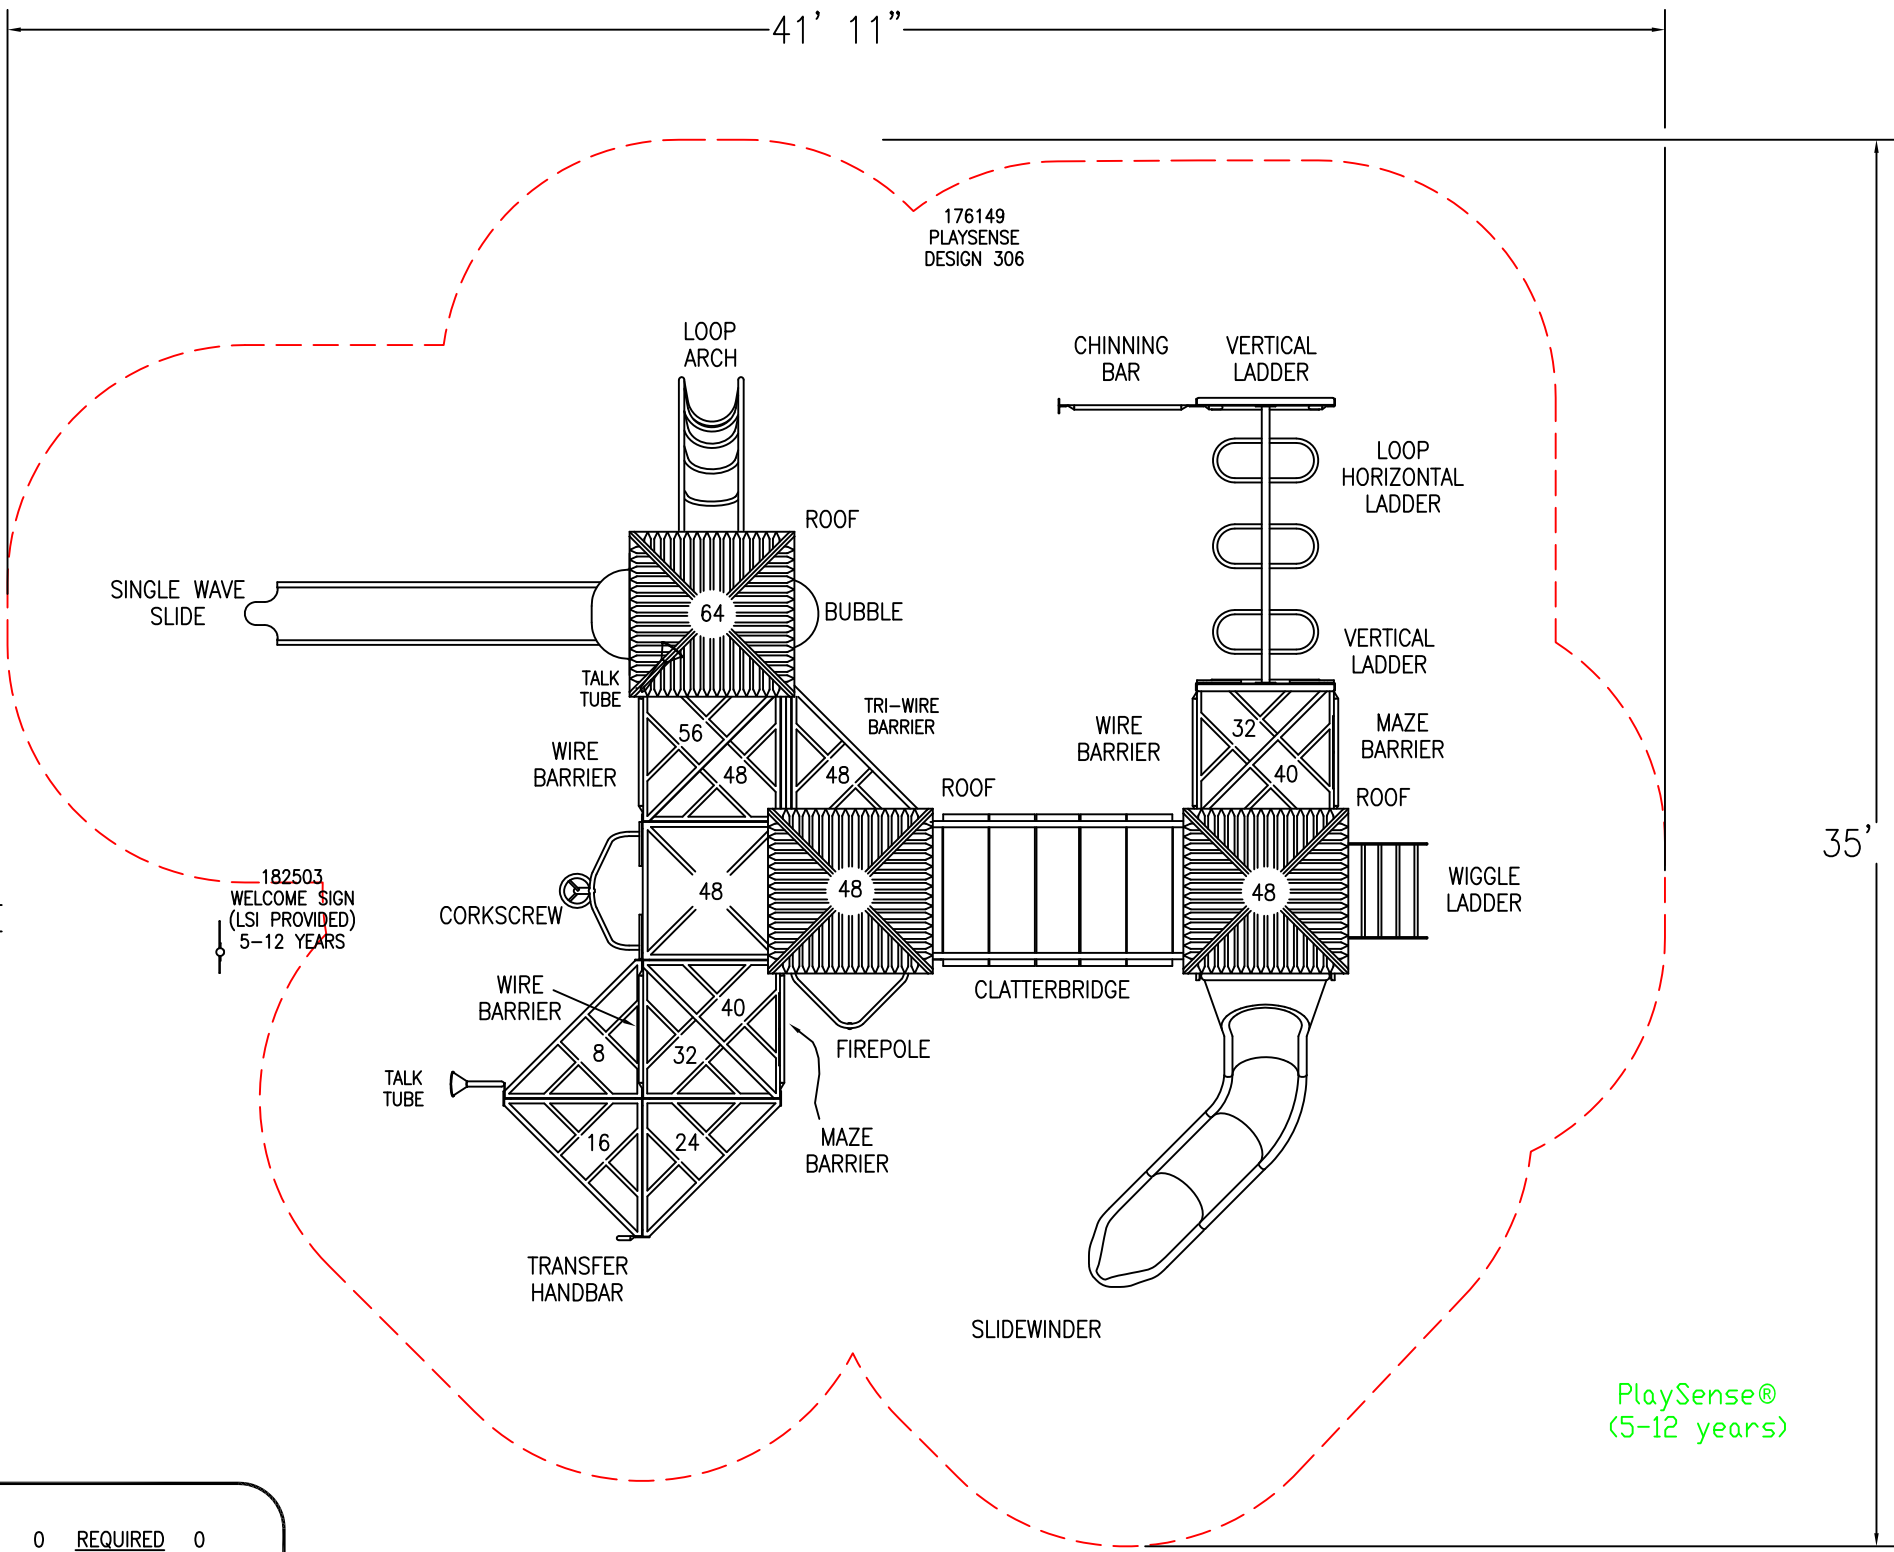 41' 11"
176149
PLAYSENSE
DESIGN 306
LOOP
ARCH
CHINNING
BAR
VERTICAL
LADDER
LOOP
HORIZONTAL
LADDER
ROOF
SINGLE WAVE
SLIDE
64
BUBBLE
VERTICAL
LADDER
TALK
TUBE
TRI-WIRE
BARRIER
56
48
48
WIRE
BARRIER
WIRE
BARRIER
32
40
MAZE
BARRIER
ROOF
ROOF
35'
182503
WELCOME SIGN
(LSI PROVIDED)
5-12 YEARS
CORKSCREW
48
48
48
WIGGLE
LADDER
WIRE
BARRIER
CLATTERBRIDGE
40
8
32
FIREPOLE
TALK
TUBE
16
24
MAZE
BARRIER
TRANSFER
HANDBAR
SLIDEWINDER
PlaySense®
(5-12 years)
0 REQUIRED 0